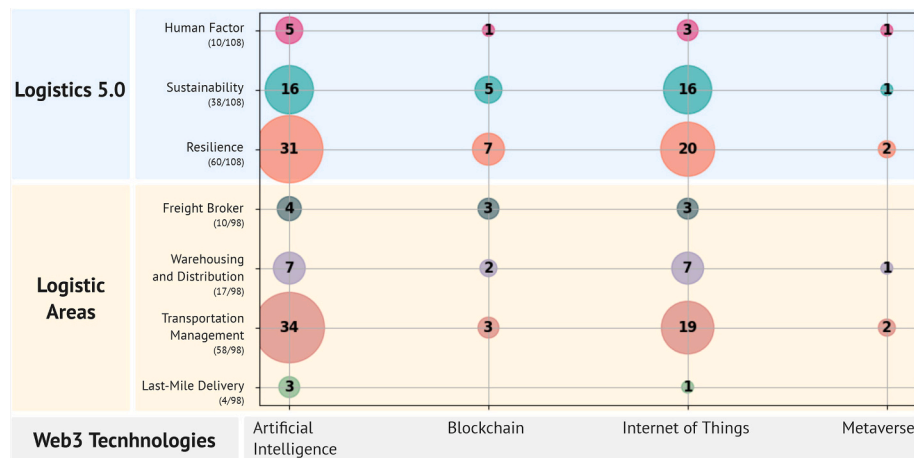 Human Factor
(10/108)
5
1
3
1
Logistics 5.0
Sustainability
(38/108)
16
5
16
1
Resilience
(60/108)
31
7
20
2
Freight Broker
(10/98)
4
3
3
Logistic
Areas
Warehousing
and Distribution
(17/98)
7
2
7
1
Transportation
Management
(58/98)
34
3
19
2
Last-Mile Delivery
(4/98)
3
1
Web3 Tecnhnologies
Artificial
Intelligence
Blockchain
Internet of Things
Metaverse